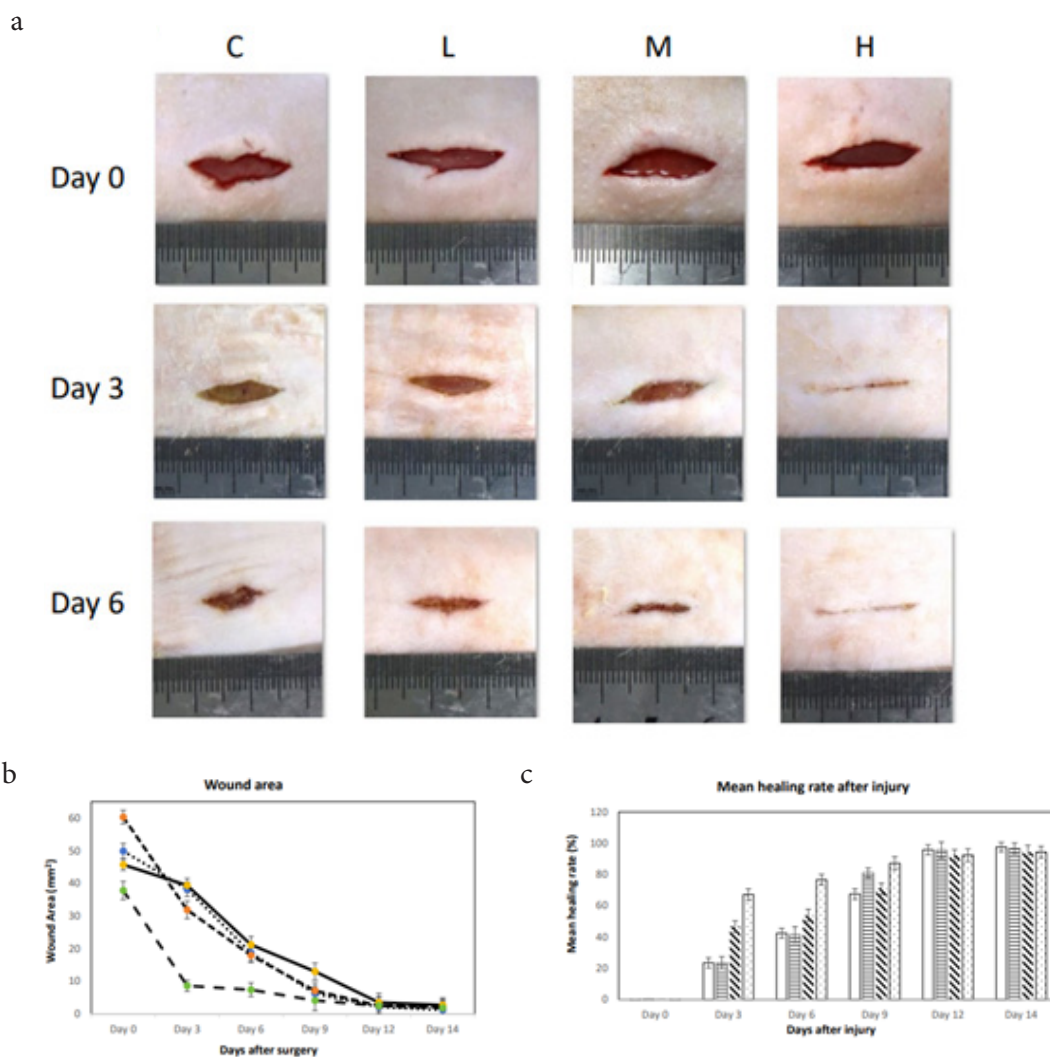 a
C L M H
Day 0
Day 3
Day 6
b
Wound area
Wound Area (mm²)
60
50
40
30
20
10
0
Day 0 Day 3 Day 6 Day 9 Day 12 Day 14
Days after surgery
c
Mean healing rate after injury
Mean healing rate (%)
120
100
80
60
40
20
0
Day 0 Day 3 Day 6 Day 9 Day 12 Day 14
Days after injury